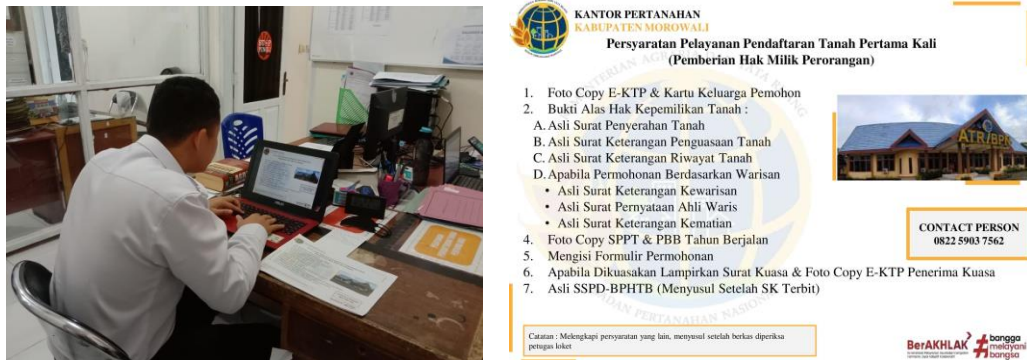 KANTOR PERTANAHAN
KABUPATEN MOROWALI
Persyaratan Pelayanan Pendaftaran Tanah Pertama Kali
(Pemberian Hak Milik Perorangan)
1. Foto Copy E-KTP & Kartu Keluarga Pemohon
2. Bukti Alas Hak Kepemilikan Tanah :
A. Asli Surat Penyerahan Tanah
B. Asli Surat Keterangan Penguasaan Tanah
C. Asli Surat Keterangan Riwayat Tanah
D. Apabila Permohonan Berdasarkan Warisan
• Asli Surat Keterangan Kewarisan
• Asli Surat Pernyataan Ahli Waris
• Asli Surat Keterangan Kematian
4. Foto Copy SPPT & PBB Tahun Berjalan
5. Mengisi Formulir Permohonan
6. Apabila Dikuasakan Lampirkan Surat Kuasa & Foto Copy E-KTP Penerima Kuasa
7. Asli SSPD-BPHTB (Menyusul Setelah SK Terbit)
ATR/BPN
CONTACT PERSON
0822 5903 7562
Catatan : Melengkapi persyaratan yang lain, menyusul setelah berkas diperiksa
petugas loket
BerAKHLAK
#bangga
melayani
bangsa